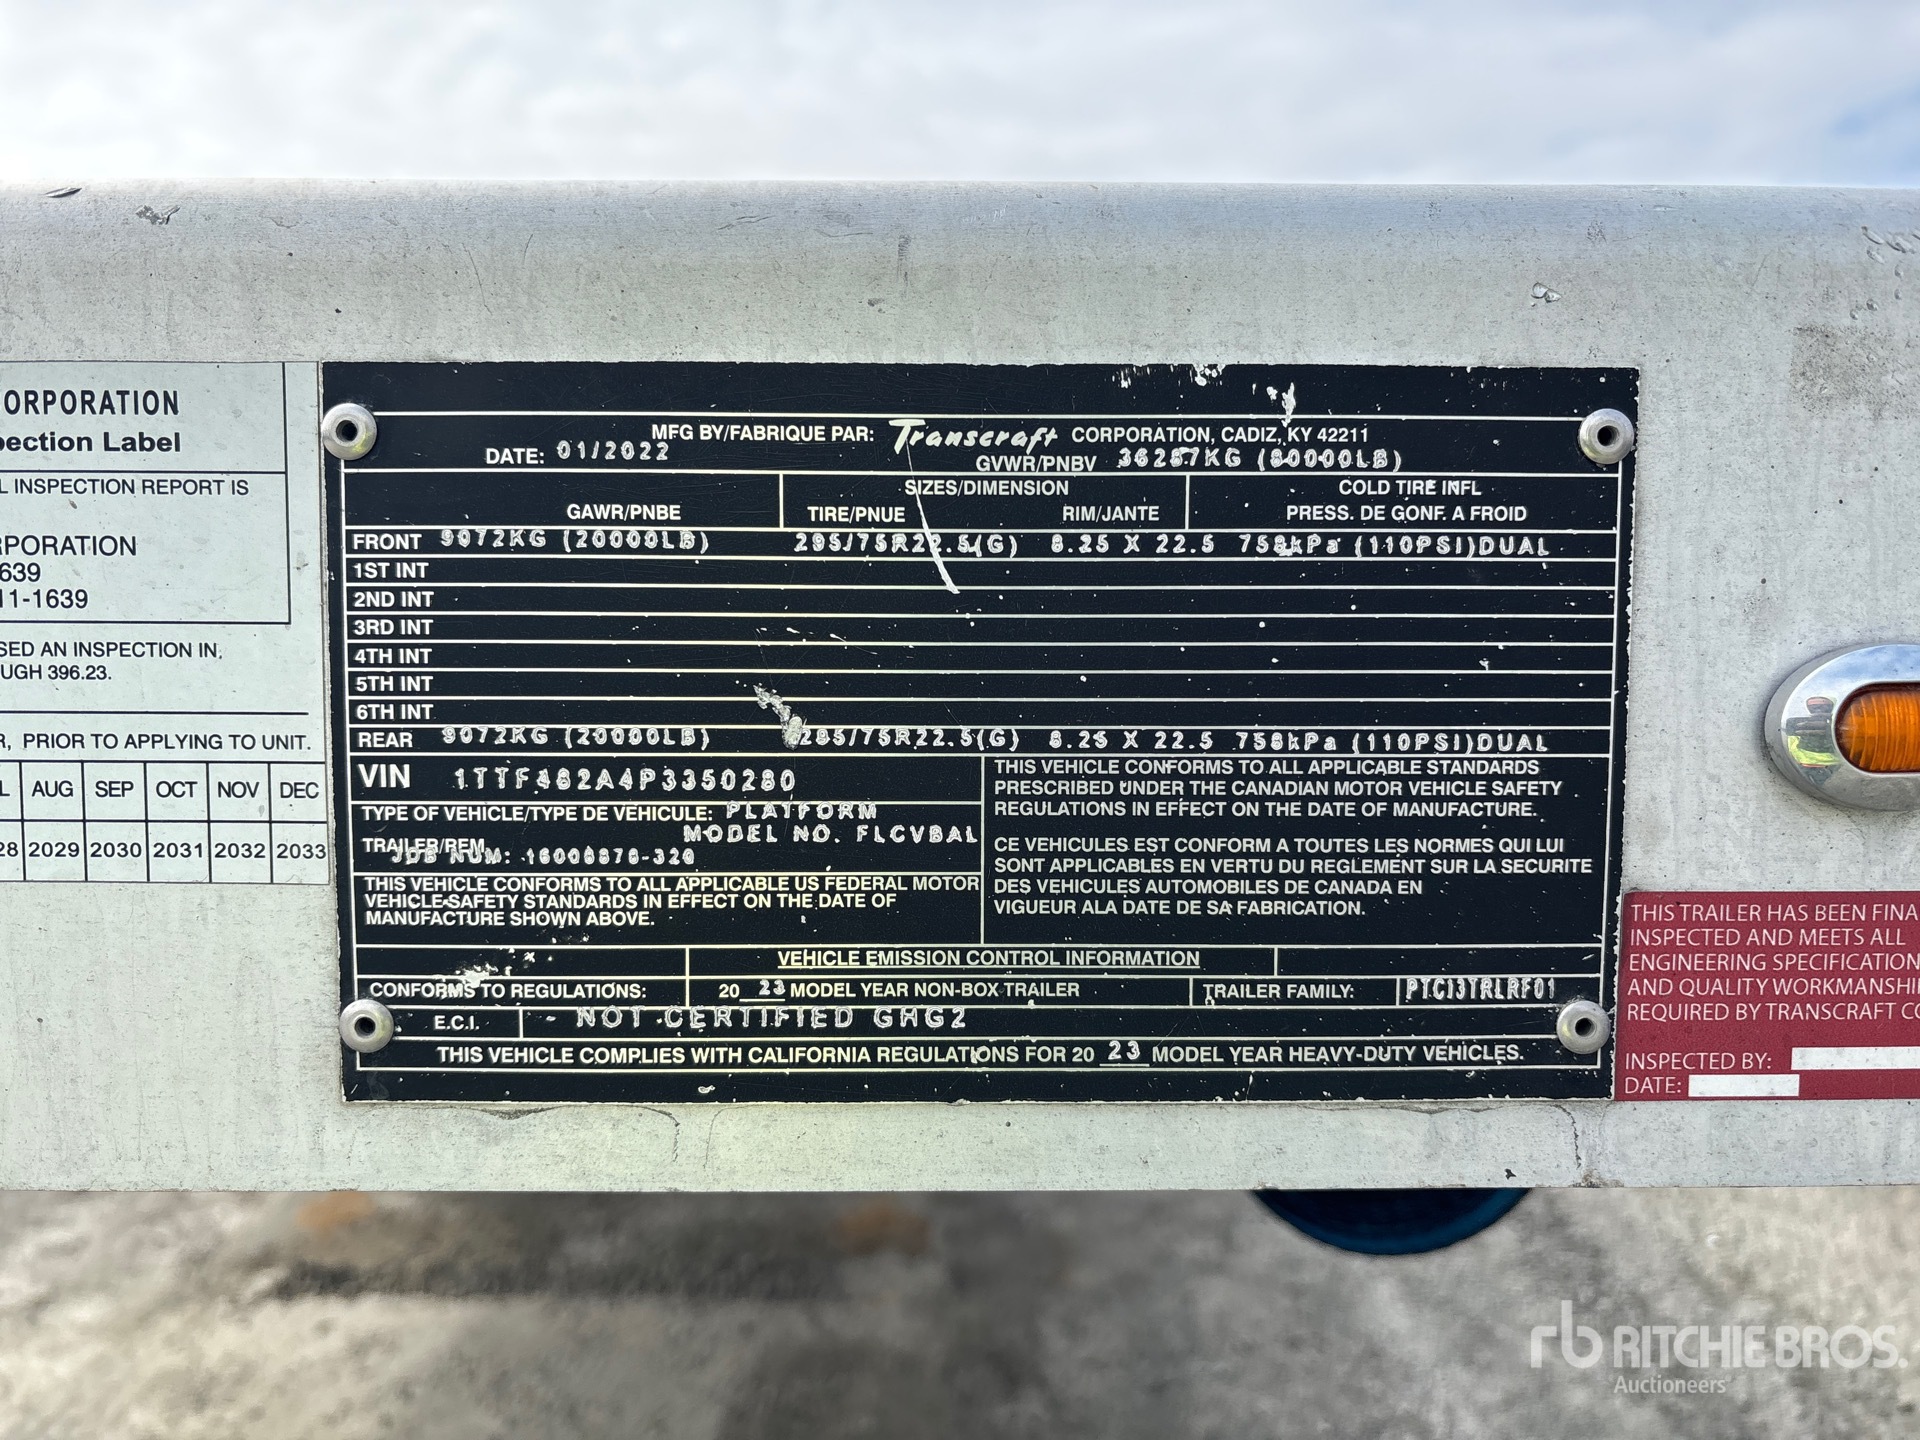 ORPORATION
pection Label
L INSPECTION REPORT IS
RPORATION
639
11-1639
SED AN INSPECTION IN,
UGH 396.23.
R, PRIOR TO APPLYING TO UNIT.
L AUG SEP OCT NOV DEC
28 2029 2030 2031 2032 2033
MFG BY/FABRIQUE PAR: Transcraft CORPORATION, CADIZ, KY 42211
DATE: 01/2022 GVWR/PNBV 36287KG (80000LB)
SIZES/DIMENSION COLD TIRE INFL
GAWR/PNBE TIRE/PNUE RIM/JANTE PRESS. DE GONF. A FROID
FRONT 9072KG (20000LB) 295/75R22.5(G) 8.25 X 22.5 758kPa (110PSI)DUAL
1ST INT
2ND INT
3RD INT
4TH INT
5TH INT
6TH INT
REAR 9072KG (20000LB) 295/75R22.5(G) 8.25 X 22.5 758kPa (110PSI)DUAL
VIN 1TTF482A4P3350280
TYPE OF VEHICLE/TYPE DE VEHICULE: PLATFORM
TRAILER/REM MODEL NO. FLCVBAL
JOB NUM: 16006876-320
THIS VEHICLE CONFORMS TO ALL APPLICABLE US FEDERAL MOTOR
VEHICLE SAFETY STANDARDS IN EFFECT ON THE DATE OF
MANUFACTURE SHOWN ABOVE.
THIS VEHICLE CONFORMS TO ALL APPLICABLE STANDARDS
PRESCRIBED UNDER THE CANADIAN MOTOR VEHICLE SAFETY
REGULATIONS IN EFFECT ON THE DATE OF MANUFACTURE.
CE VEHICULES EST CONFORM A TOUTES LES NORMES QUI LUI
SONT APPLICABLES EN VERTU DU REGLEMENT SUR LA SECURITE
DES VEHICULES AUTOMOBILES DE CANADA EN
VIGUEUR ALA DATE DE SA FABRICATION.
VEHICLE EMISSION CONTROL INFORMATION
CONFORMS TO REGULATIONS: 20 23 MODEL YEAR NON-BOX TRAILER TRAILER FAMILY: PTC13TRLRF01
E.C.I. NOT CERTIFIED GHG2
THIS VEHICLE COMPLIES WITH CALIFORNIA REGULATIONS FOR 20 23 MODEL YEAR HEAVY-DUTY VEHICLES.
THIS TRAILER HAS BEEN FINA
INSPECTED AND MEETS ALL
ENGINEERING SPECIFICATION
AND QUALITY WORKMANSHI
REQUIRED BY TRANSCRAFT CO
INSPECTED BY:
DATE:
rb RITCHIE BROS.
Auctioneers